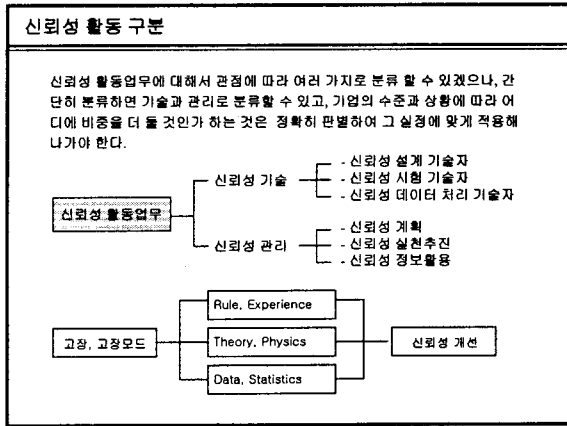 신뢰성 활동 구분
신뢰성 활동업무에 대해서 관점에 따라 여러 가지로 분류 할 수 있겠으나, 간
단히 분류하면 기술과 관리로 분류할 수 있고, 기업의 수준과 상황에 따라 어
디에 비중을 더 둘 것인가 하는 것은 정확히 판별하여 그 실정에 맞게 적용해
나가야 한다.
신뢰성 활동업무
신뢰성 기술
- 신뢰성 설계 기술자
- 신뢰성 시험 기술자
- 신뢰성 데이터 처리 기술자
신뢰성 관리
- 신뢰성 계획
- 신뢰성 실천추진
- 신뢰성 정보활용
고장, 고장모드
Rule, Experience
Theory, Physics
Data, Statistics
신뢰성 개선